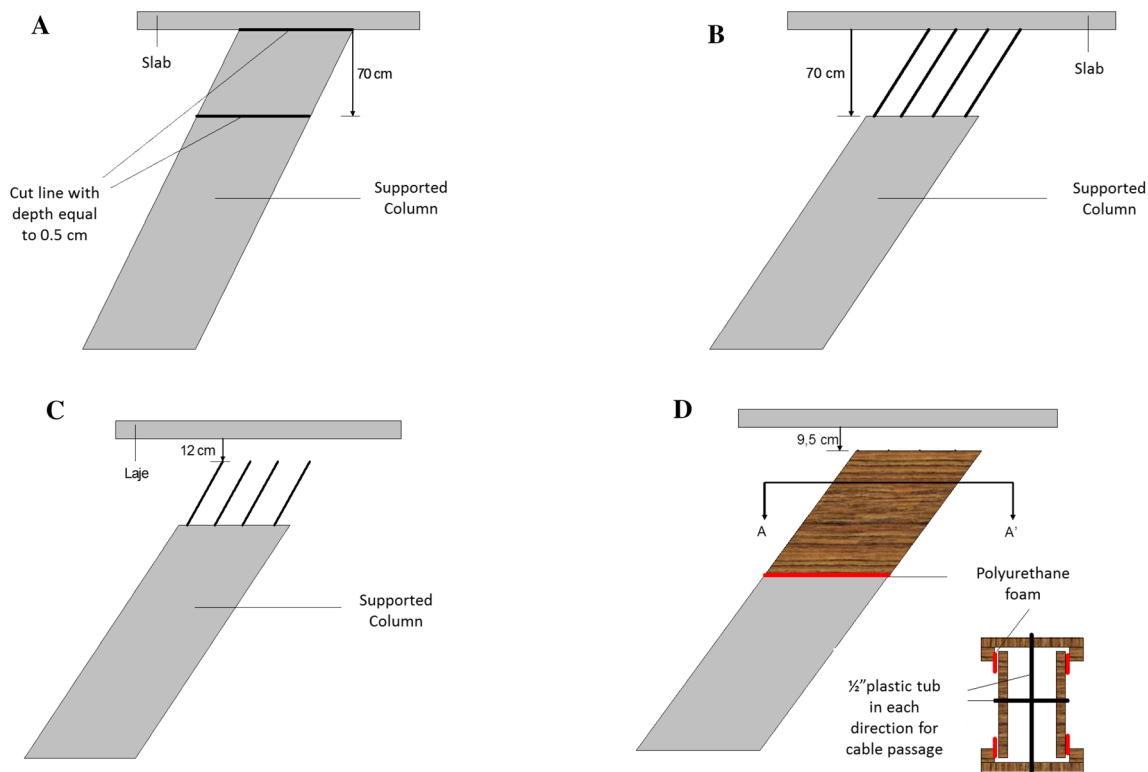 A
Slab
70 cm
Cut line with
depth equal
to 0.5 cm
Supported
Column
B
70 cm
Slab
Supported
Column
C
12 cm
Laje
Supported
Column
D
9,5 cm
A
A'
Polyurethane
foam
½”plastic tub
in each
direction for
cable passage